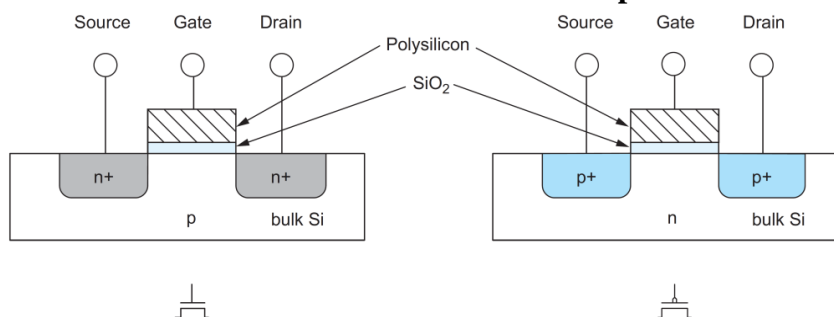 Source Gate Drain Source Gate Drain
Polysilicon
SiO2
n+ n+ p+ p+
p bulk Si n bulk Si